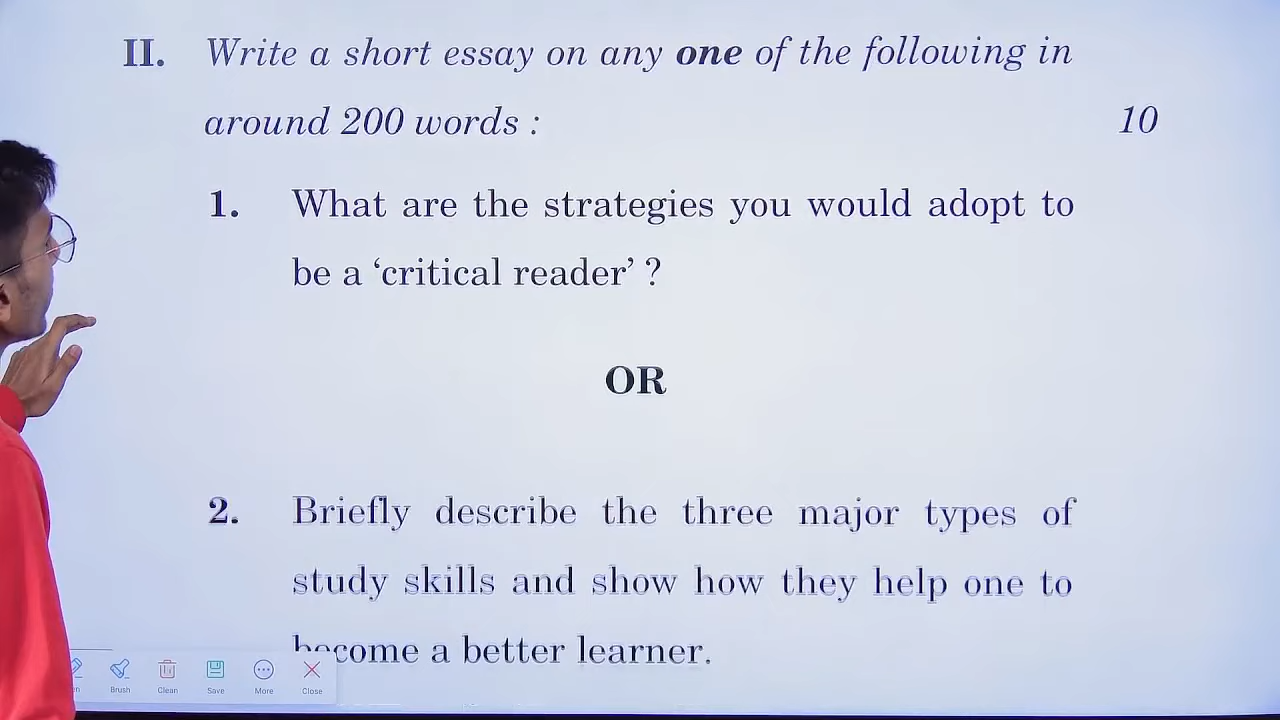 II. Write a short essay on any one of the following in
around 200 words : 10
1. What are the strategies you would adopt to
be a ‘critical reader’ ?
OR
2. Briefly describe the three major types of
study skills and show how they help one to
become a better learner.
Brush Clean Save More Close